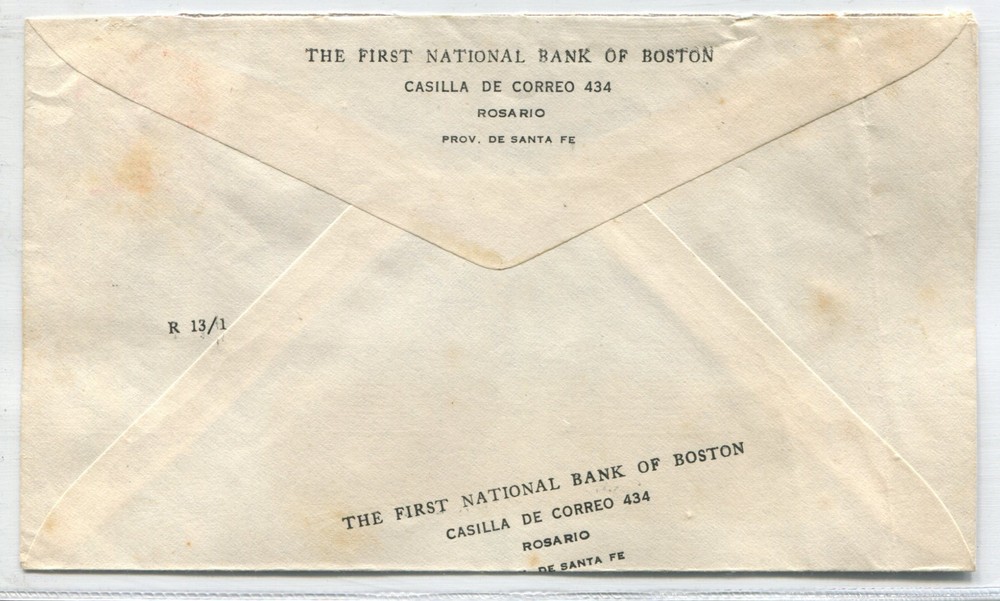 THE FIRST NATIONAL BANK OF BOSTON
CASILLA DE CORREO 434
ROSARIO
PROV. DE SANTA FE
R 13/1
THE FIRST NATIONAL BANK OF BOSTON
CASILLA DE CORREO 434
ROSARIO
. DE SANTA FE